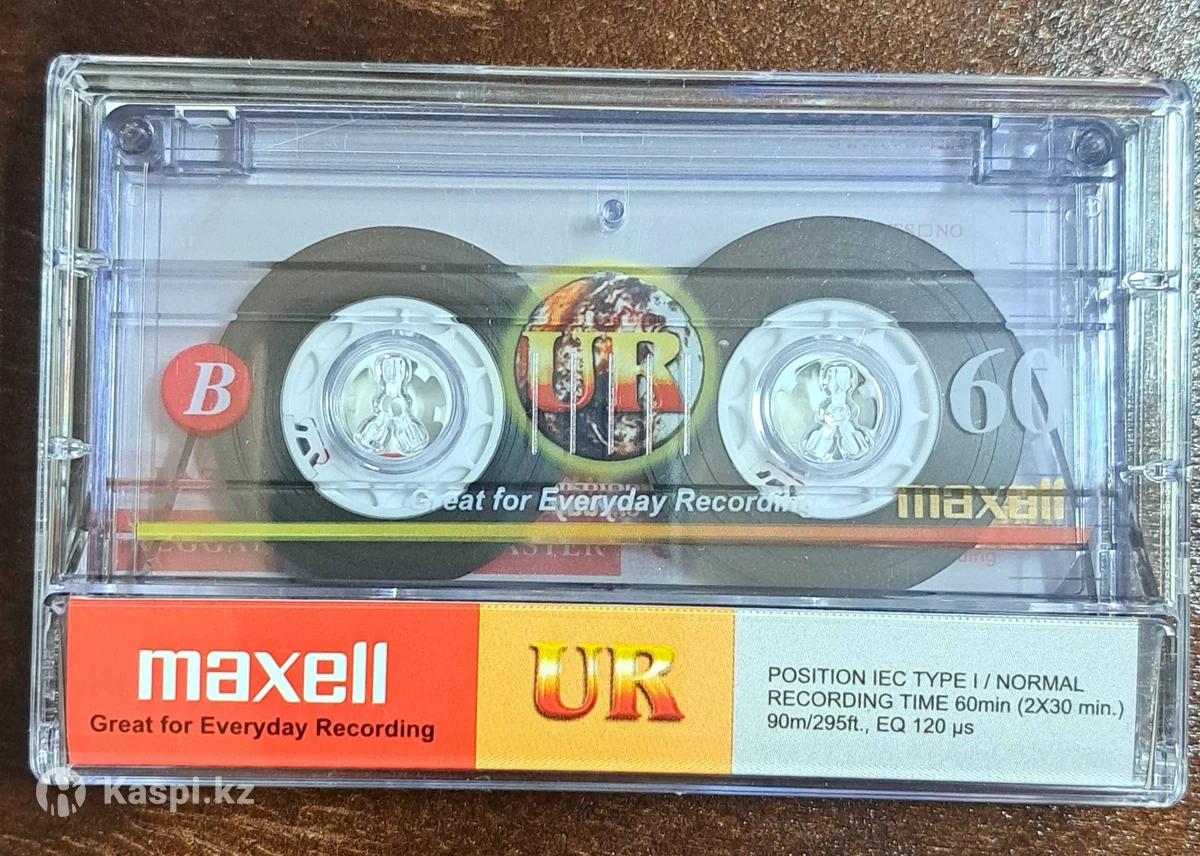 ON
B
UR
60
Great for Everyday Recording
maxell
maxell
Great for Everyday Recording
UR
POSITION IEC TYPE I / NORMAL
RECORDING TIME 60min (2X30 min.)
90m/295ft., EQ 120 µs
Kaspi.kz